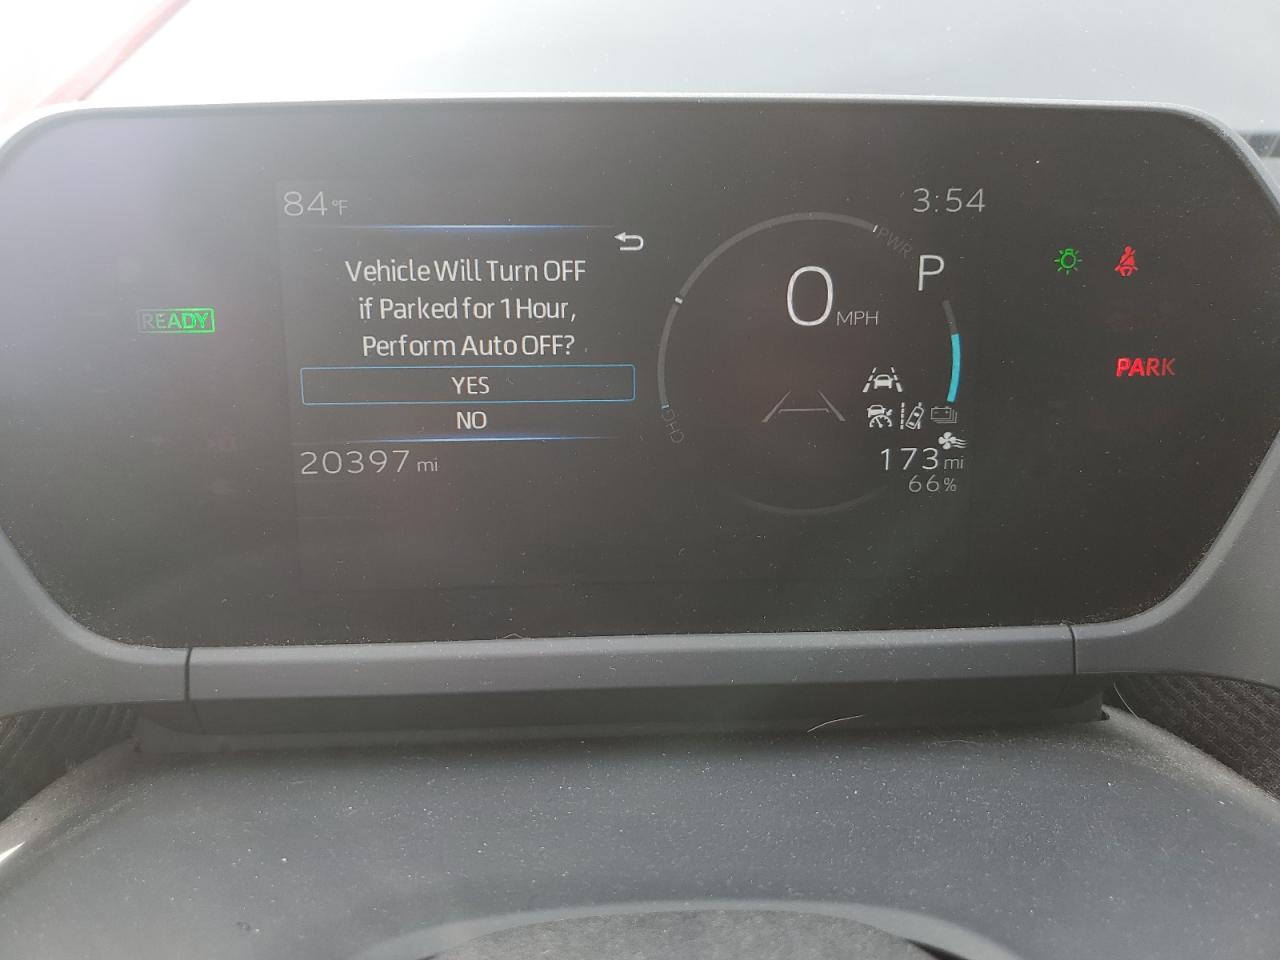 84°F
3:54
PWR
Vehicle Will Turn OFF
if Parked for 1 Hour,
Perform Auto OFF?
YES
NO
20397 mi
READY
0 MPH
P
CHG
173 mi
66%
PARK